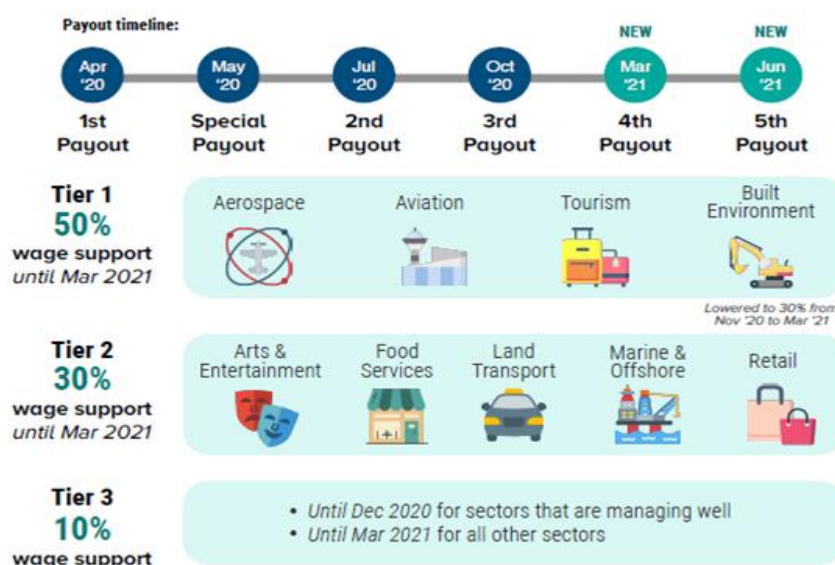 Payout timeline:
NEW NEW
Apr '20
May '20
Jul '20
Oct '20
Mar '21
Jun '21
1st Payout
Special Payout
2nd Payout
3rd Payout
4th Payout
5th Payout
Tier 1
50%
wage support
until Mar 2021
Aerospace
Aviation
Tourism
Built
Environment
Lowered to 30% from
Nov '20 to Mar '21
Tier 2
30%
wage support
until Mar 2021
Arts &
Entertainment
Food
Services
Land
Transport
Marine &
Offshore
Retail
Tier 3
10%
wage support
• Until Dec 2020 for sectors that are managing well
• Until Mar 2021 for all other sectors